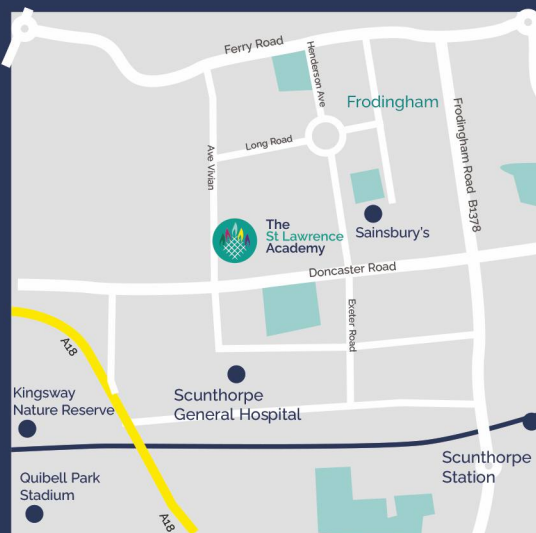 Ferry Road
Henderson Ave
Frodingham
Long Road
Ave Vivian
Frodingham Road B1378
The
St Lawrence
Academy
Sainsbury's
Doncaster Road
Exeter Road
A18
Kingsway
Nature Reserve
Scunthorpe
General Hospital
Scunthorpe
Station
Quibell Park
Stadium
A18